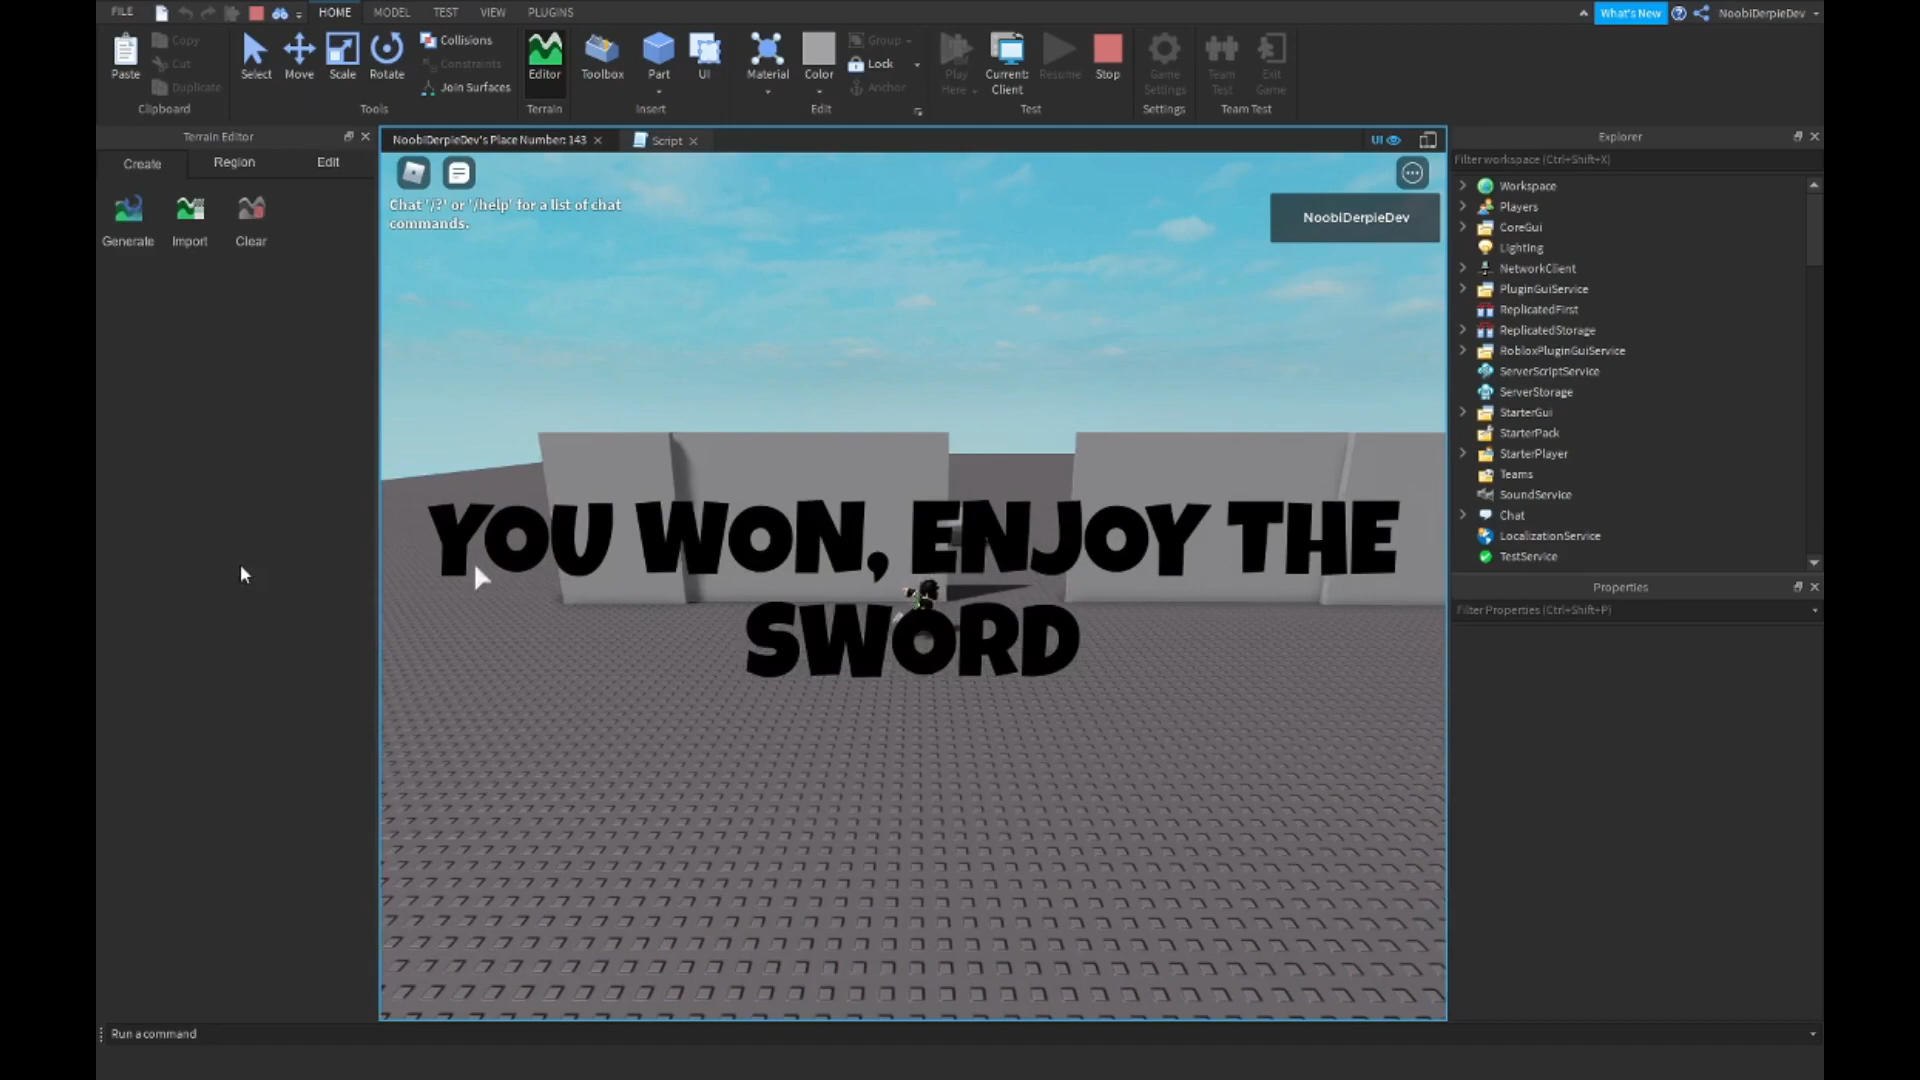 FILE
HOME
MODEL
TEST
VIEW
PLUGINS
What's New
NoobiDerpieDev
Paste
Copy
Cut
Duplicate
Clipboard
Select
Move
Scale
Rotate
Collisions
Constraints
Join Surfaces
Tools
Editor
Terrain
Toolbox
Part
UI
Insert
Material
Color
Group
Lock
Anchor
Edit
Play
Here
Current:
Client
Resume
Stop
Test
Game
Settings
Settings
Team
Test
Exit
Game
Team Test
Terrain Editor
Create
Region
Edit
Generate
Import
Clear
NoobiDerpieDev's Place Number: 143
Script
UI
Chat '/?' or '/help' for a list of chat
commands.
NoobiDerpieDev
YOU WON, ENJOY THE
SWORD
Explorer
Filter workspace (Ctrl+Shift+X)
Workspace
Players
CoreGui
Lighting
NetworkClient
PluginGuiService
ReplicatedFirst
ReplicatedStorage
RobloxPluginGuiService
ServerScriptService
ServerStorage
StarterGui
StarterPack
StarterPlayer
Teams
SoundService
Chat
LocalizationService
TestService
Properties
Filter Properties (Ctrl+Shift+P)
Run a command